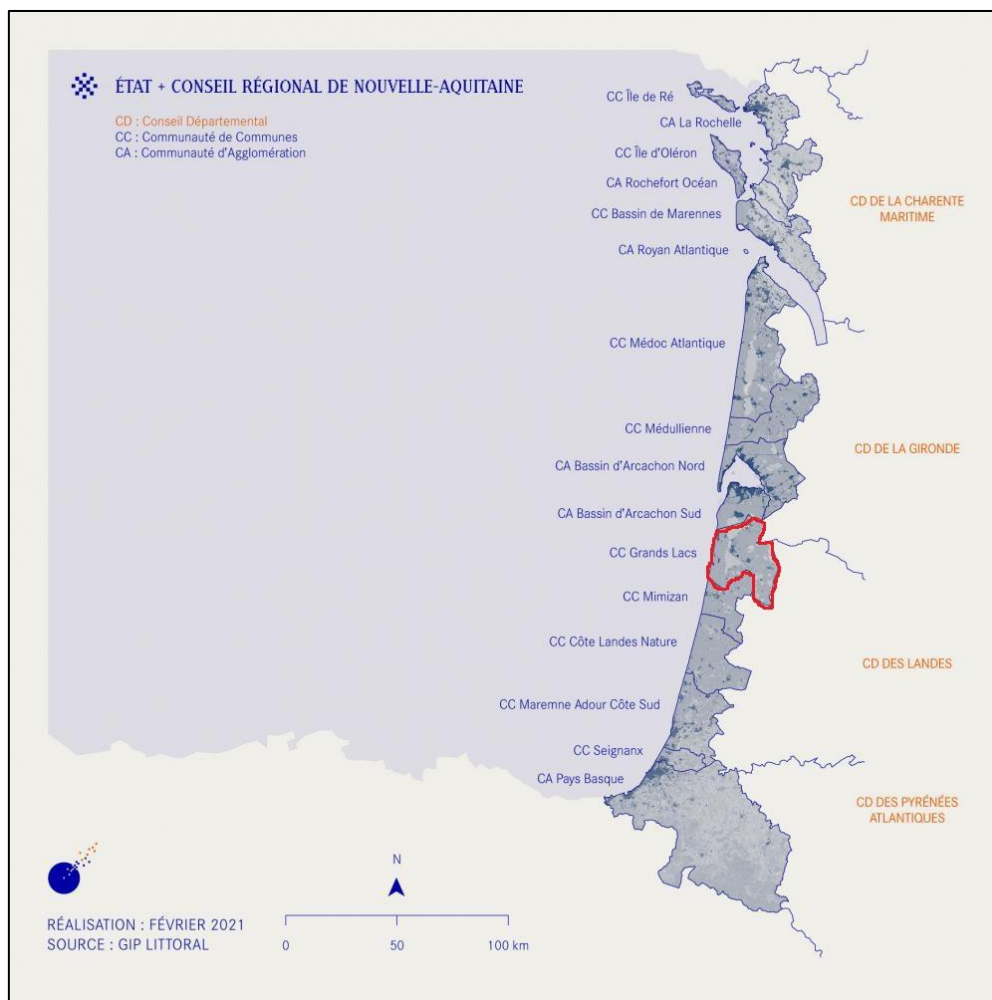 ÉTAT + CONSEIL RÉGIONAL DE NOUVELLE-AQUITAINE
CD : Conseil Départemental
CC : Communauté de Communes
CA : Communauté d'Agglomération
CC Île de Ré
CA La Rochelle
CC Île d'Oléron
CA Rochefort Océan
CC Bassin de Marennes
CA Royan Atlantique
CC Médoc Atlantique
CC Médullienne
CA Bassin d'Arcachon Nord
CA Bassin d'Arcachon Sud
CC Grands Lacs
CC Mimizan
CC Côte Landes Nature
CC Maremne Adour Côte Sud
CC Seignanx
CA Pays Basque
CD DE LA CHARENTE
MARITIME
CD DE LA GIRONDE
CD DES LANDES
CD DES PYRÉNÉES
ATLANTIQUES
N
0 50 100 km
RÉALISATION : FÉVRIER 2021
SOURCE : GIP LITTORAL